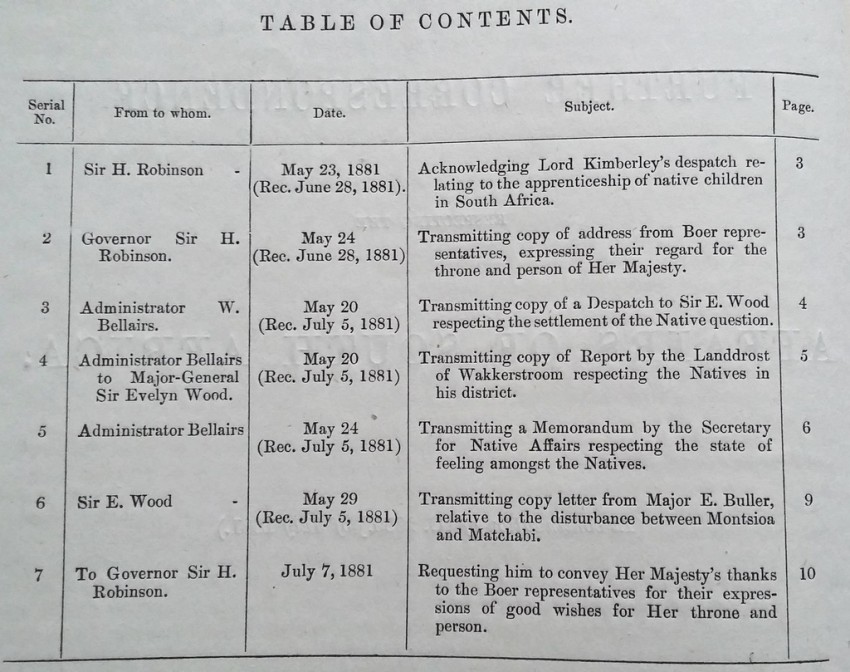 TABLE OF CONTENTS.
Serial No. From to whom. Date. Subject. Page.
1 Sir H. Robinson - May 23, 1881 Acknowledging Lord Kimberley's despatch re- 3
(Rec. June 28, 1881). lating to the apprenticeship of native children
in South Africa.
2 Governor Sir H. May 24 Transmitting copy of address from Boer repre- 3
Robinson. (Rec. June 28, 1881) sentatives, expressing their regard for the
throne and person of Her Majesty.
3 Administrator W. May 20 Transmitting copy of a Despatch to Sir E. Wood 4
Bellairs. (Rec. July 5, 1881) respecting the settlement of the Native question.
4 Administrator Bellairs May 20 Transmitting copy of Report by the Landdrost 5
to Major-General (Rec. July 5, 1881) of Wakkerstroom respecting the Natives in
Sir Evelyn Wood. his district.
5 Administrator Bellairs May 24 Transmitting a Memorandum by the Secretary 6
(Rec. July 5, 1881) for Native Affairs respecting the state of
feeling amongst the Natives.
6 Sir E. Wood - May 29 Transmitting copy letter from Major E. Buller, 9
(Rec. July 5, 1881) relative to the disturbance between Montsioa
and Matchabi.
7 To Governor Sir H. July 7, 1881 Requesting him to convey Her Majesty's thanks 10
Robinson. to the Boer representatives for their expres-
sions of good wishes for Her throne and
person.